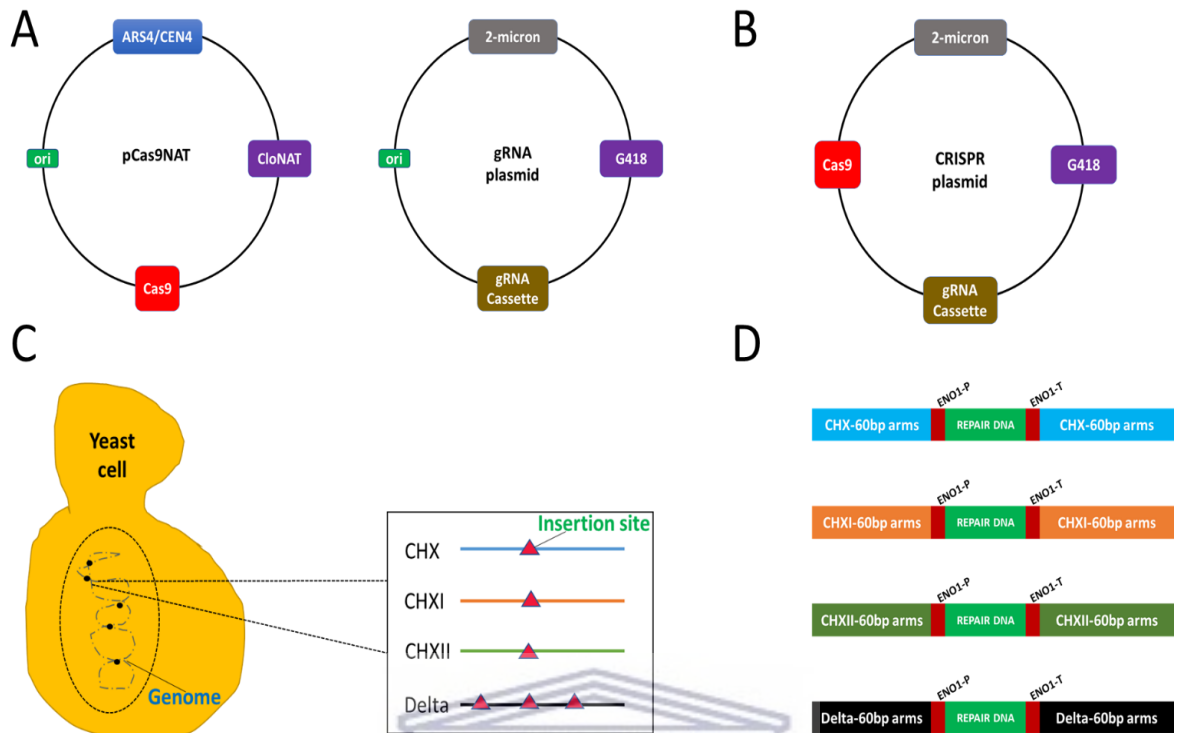 A
ARS4/CEN4
ori
pCas9NAT
CloNAT
Cas9
2-micron
ori
gRNA
plasmid
G418
gRNA
Cassette
B
2-micron
Cas9
CRISPR
plasmid
G418
gRNA
Cassette
C
Yeast
cell
Genome
Insertion site
CHX
CHXI
CHXII
Delta
D
ENO1-P
ENO1-T
CHX-60bp arms
REPAIR DNA
CHX-60bp arms
ENO1-P
ENO1-T
CHXI-60bp arms
REPAIR DNA
CHXI-60bp arms
ENO1-P
ENO1-T
CHXII-60bp arms
REPAIR DNA
CHXII-60bp arms
ENO1-P
ENO1-T
Delta-60bp arms
REPAIR DNA
Delta-60bp arms